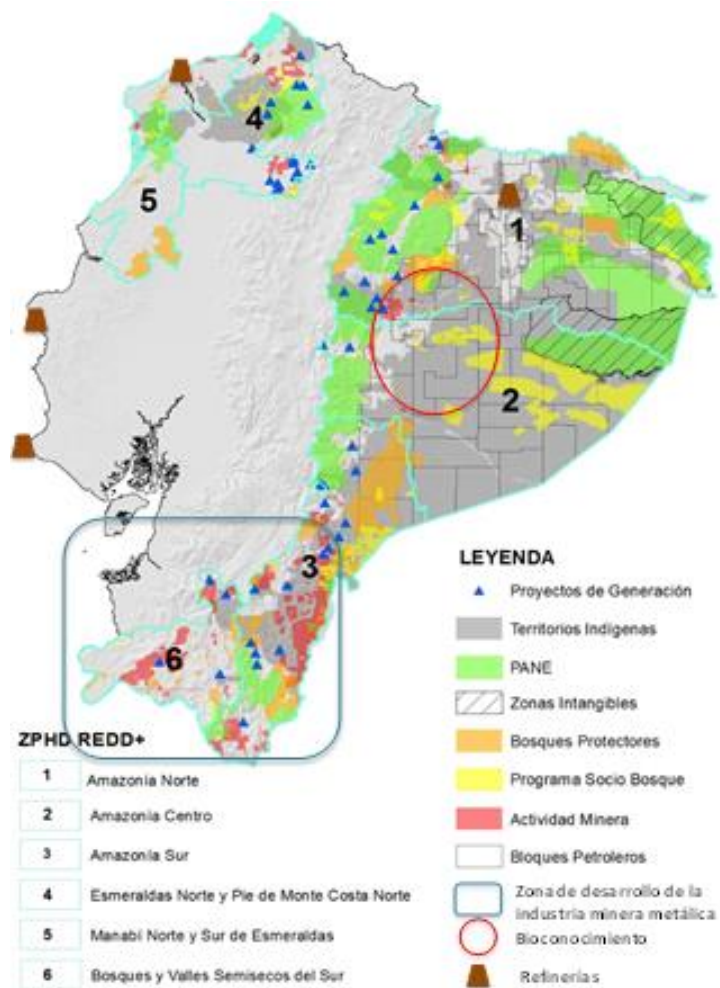 4
5
1
2
3
6
LEYENDA
Proyectos de Generación
Territorios Indígenas
PANE
Zonas Intangibles
Bosques Protectores
Programa Socio Bosque
Actividad Minera
Bloques Petroleros
Zona de desarrollo de la
industria minera metálica
Bioconocimiento
Refinerías
ZPHD REDD+
1 Amazonía Norte
2 Amazonía Centro
3 Amazonía Sur
4 Esmeraldas Norte y Pie de Monte Costa Norte
5 Manabí Norte y Sur de Esmeraldas
6 Bosques y Valles Semisecos del Sur